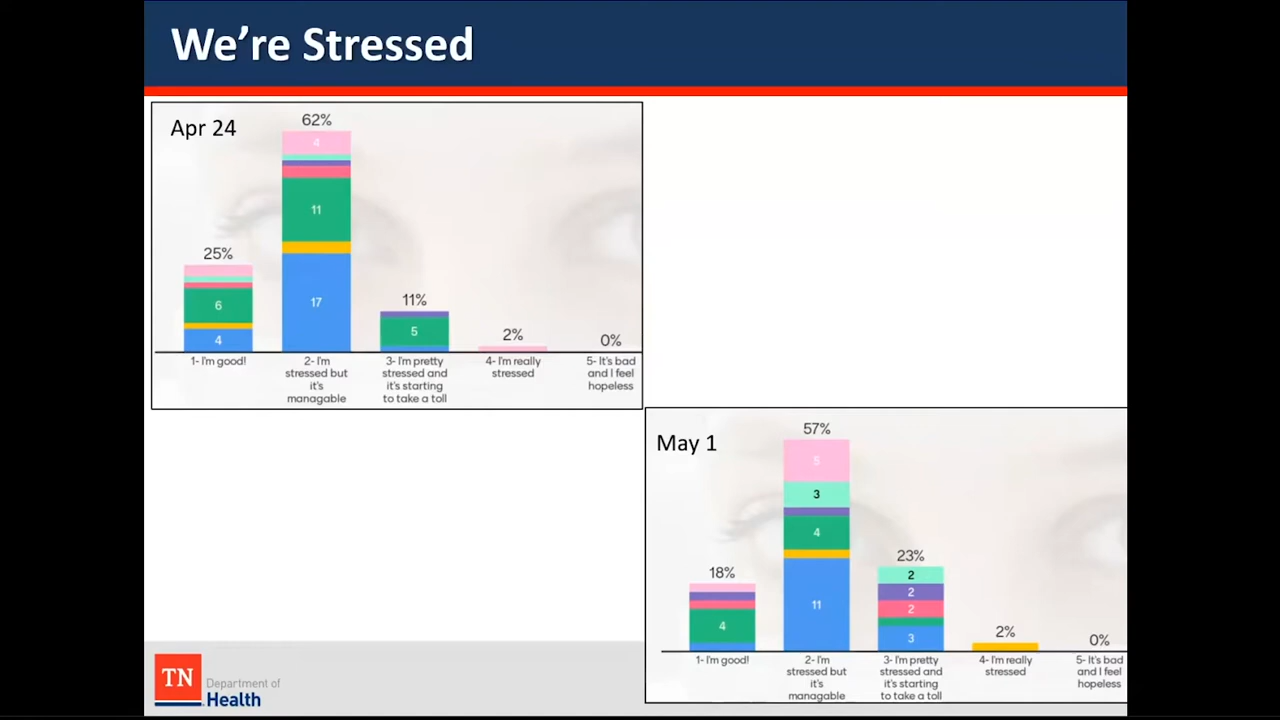 We're Stressed
Apr 24
62%
4
11
17
25%
6
4
11%
5
2%
0%
1- I'm good!
2- I'm
stressed but
it's
managable
3- I'm pretty
stressed and
it's starting
to take a toll
4- I'm really
stressed
5- It's bad
and I feel
hopeless
May 1
57%
5
3
4
11
18%
4
23%
2
2
2
3
2%
0%
1- I'm good!
2- I'm
stressed but
it's
managable
3- I'm pretty
stressed and
it's starting
to take a toll
4- I'm really
stressed
5- It's bad
and I feel
hopeless
TN
Department of
Health